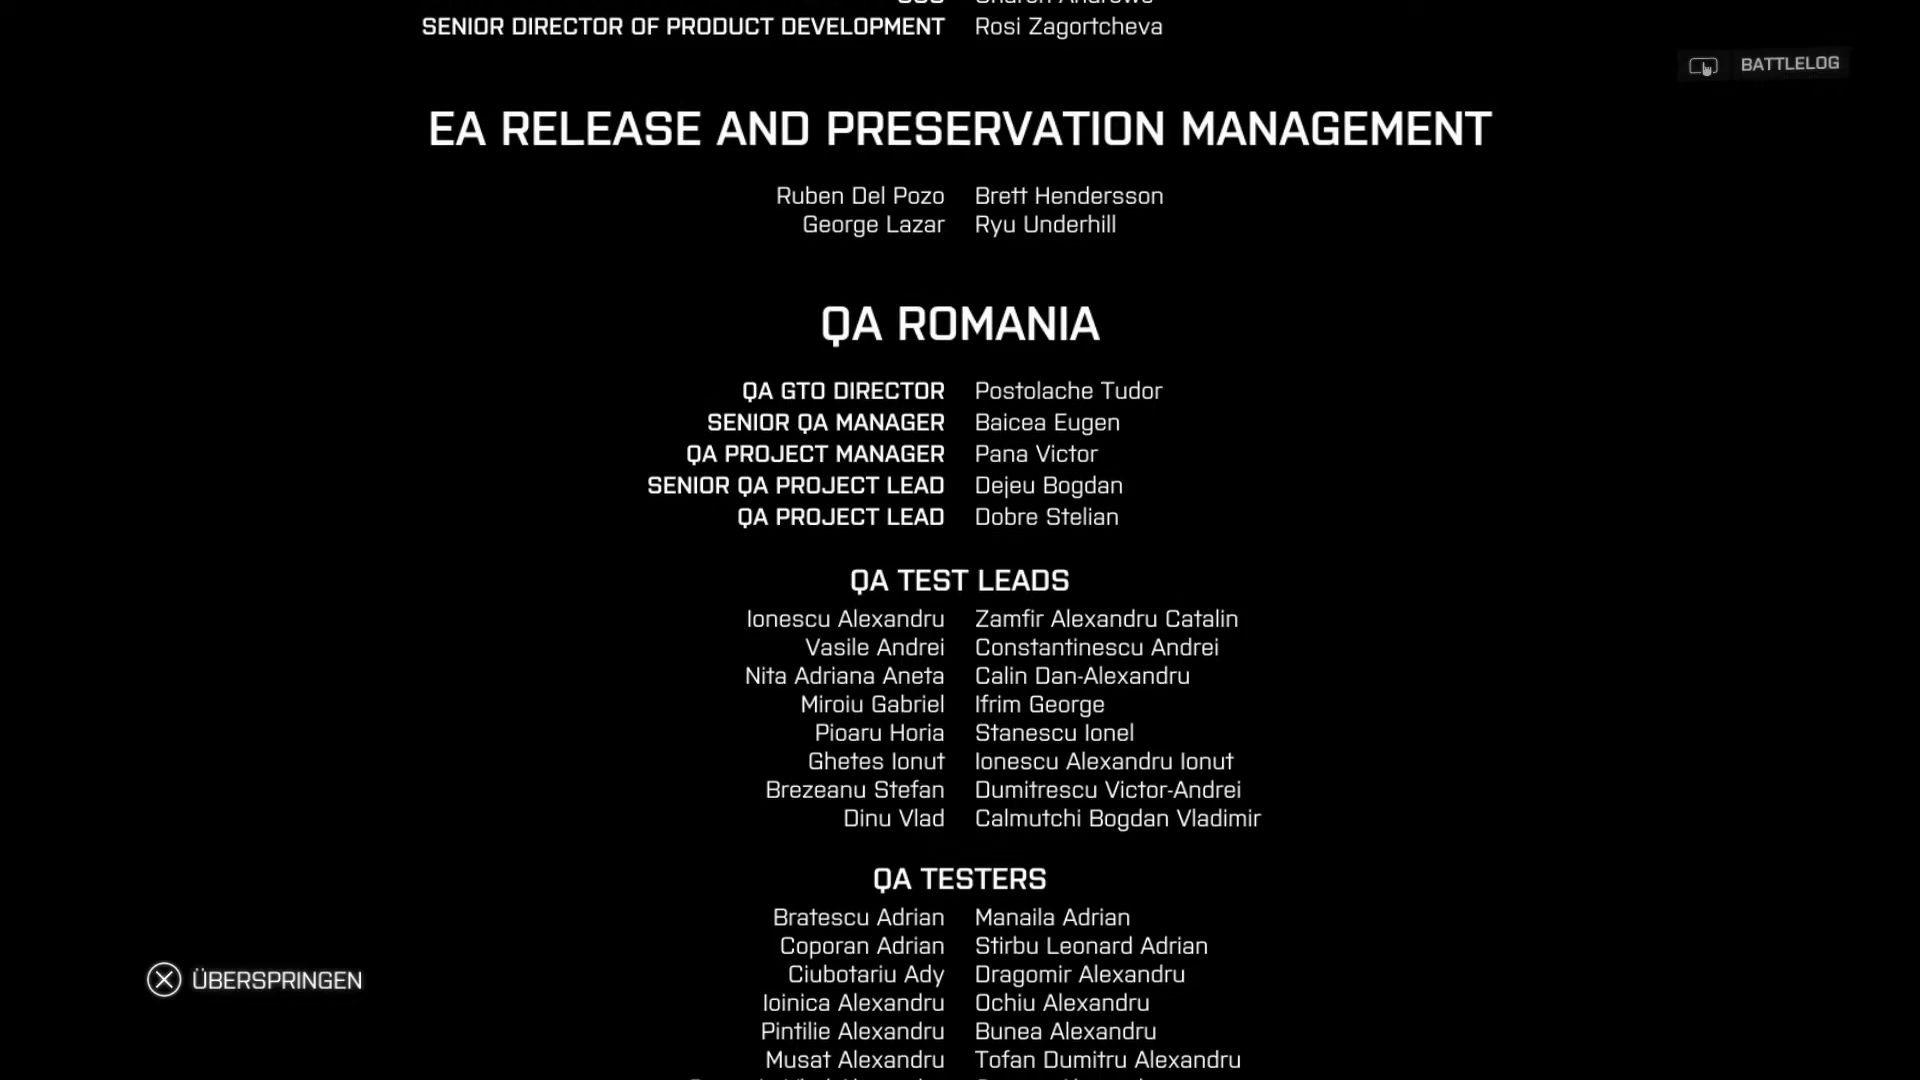 SENIOR DIRECTOR OF PRODUCT DEVELOPMENT Rosi Zagortcheva
BATTLELOG
EA RELEASE AND PRESERVATION MANAGEMENT
Ruben Del Pozo Brett Hendersson
George Lazar Ryu Underhill
QA ROMANIA
QA GTO DIRECTOR Postolache Tudor
SENIOR QA MANAGER Baicea Eugen
QA PROJECT MANAGER Pana Victor
SENIOR QA PROJECT LEAD Dejeu Bogdan
QA PROJECT LEAD Dobre Stelian
QA TEST LEADS
Ionescu Alexandru Zamfir Alexandru Catalin
Vasile Andrei Constantinescu Andrei
Nita Adriana Aneta Calin Dan-Alexandru
Miroiu Gabriel Ifrim George
Pioaru Horia Stanescu Ionel
Ghetes Ionut Ionescu Alexandru Ionut
Brezeanu Stefan Dumitrescu Victor-Andrei
Dinu Vlad Calmutchi Bogdan Vladimir
QA TESTERS
Bratescu Adrian Manaila Adrian
Coporan Adrian Stirbu Leonard Adrian
Ciubotariu Ady Dragomir Alexandru
ÜBERSPRINGEN
Ioinica Alexandru Ochiu Alexandru
Pintilie Alexandru Bunea Alexandru
Musat Alexandru Tofan Dumitru Alexandru